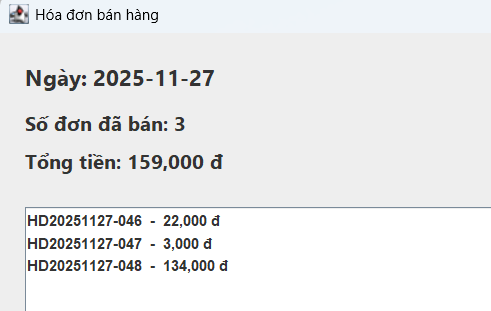 Hóa đơn bán hàng
Ngày: 2025-11-27
Số đơn đã bán: 3
Tổng tiền: 159,000 đ
HD20251127-046 - 22,000 đ
HD20251127-047 - 3,000 đ
HD20251127-048 - 134,000 đ